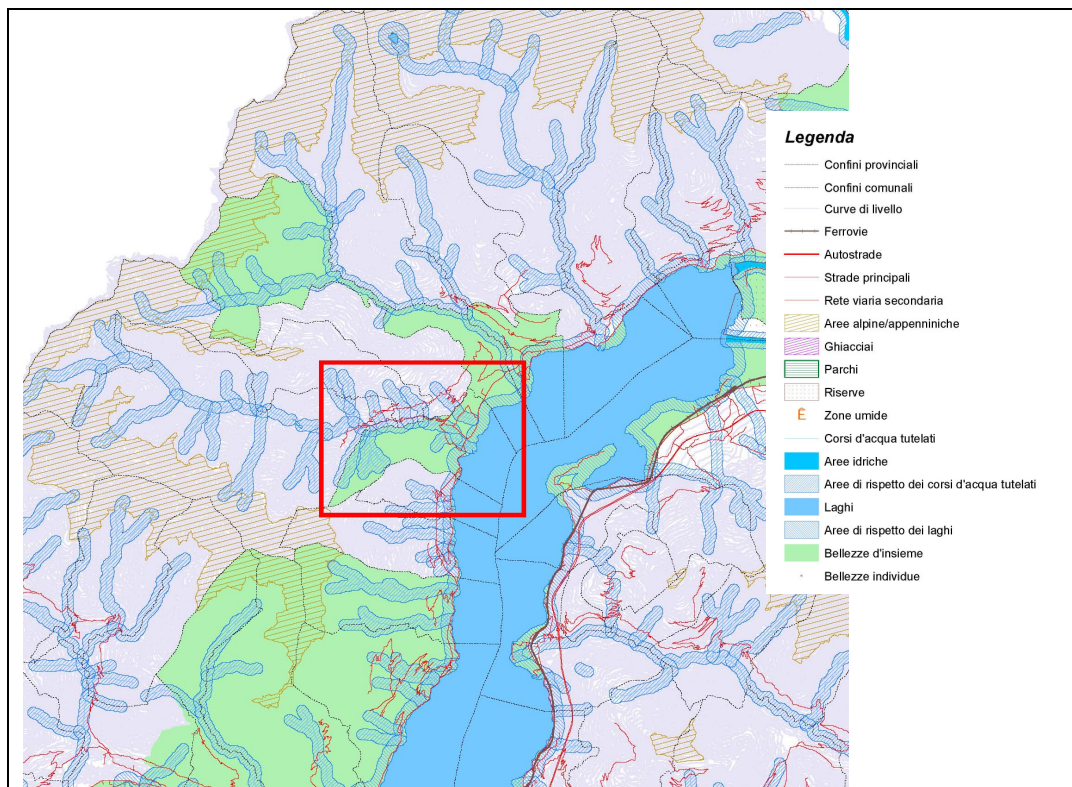 Legenda
Confini provinciali
Confini comunali
Curve di livello
Ferrovie
Autostrade
Strade principali
Rete viaria secondaria
Aree alpine/appenniniche
Ghiacciai
Parchi
Riserve
Ê Zone umide
Corsi d'acqua tutelati
Aree idriche
Aree di rispetto dei corsi d'acqua tutelati
Laghi
Aree di rispetto dei laghi
Bellezze d'insieme
Bellezze individue